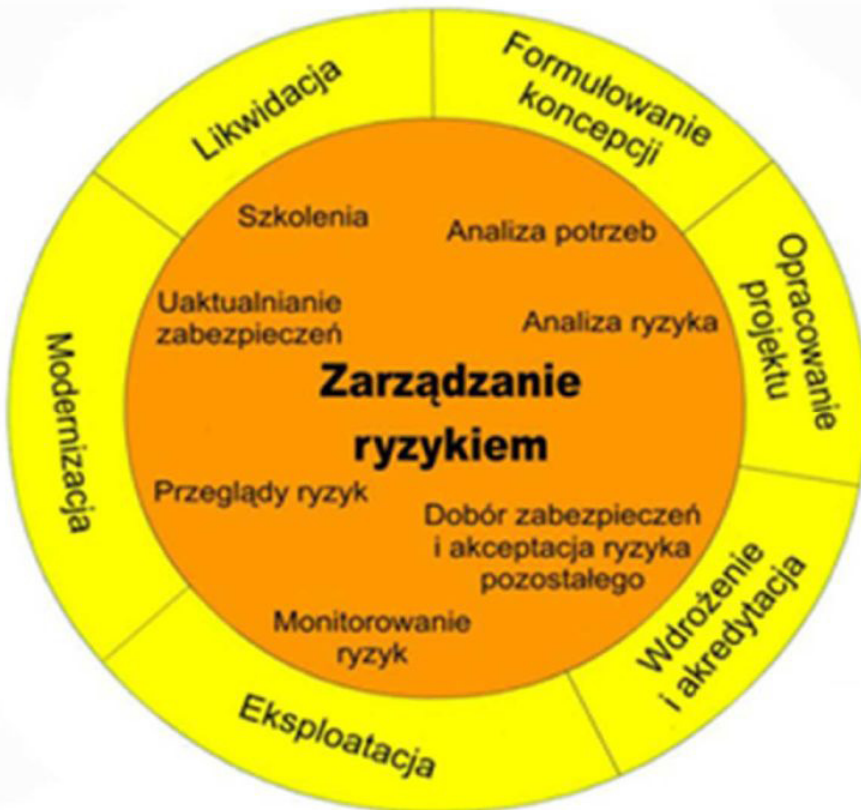 Formułowanie
koncepcji
Opracowanie
projektu
Wdrożenie
i akredytacja
Eksploatacja
Modernizacja
Likwidacja
Szkolenia
Analiza potrzeb
Uaktualnianie
zabezpieczeń
Analiza ryzyka
Zarządzanie
ryzykiem
Przeglądy ryzyk
Dobór zabezpieczeń
i akceptacja ryzyka
pozostałego
Monitorowanie
ryzyk